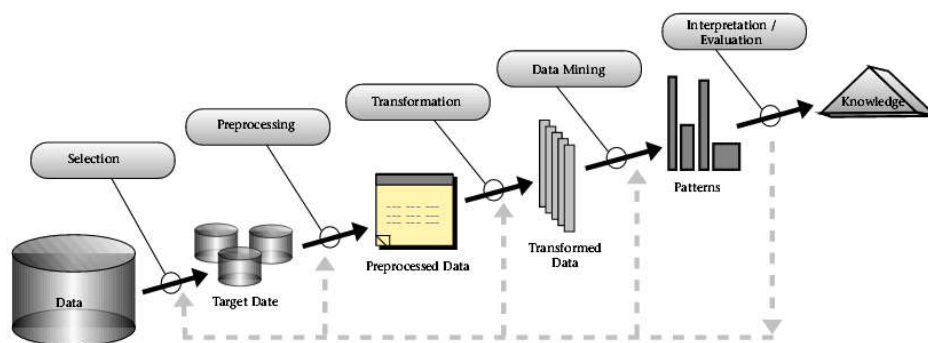 Interpretation /
Evaluation
Data Mining
Transformation
Preprocessing
Selection
Knowledge
Patterns
Transformed
Data
Preprocessed Data
Target Date
Data